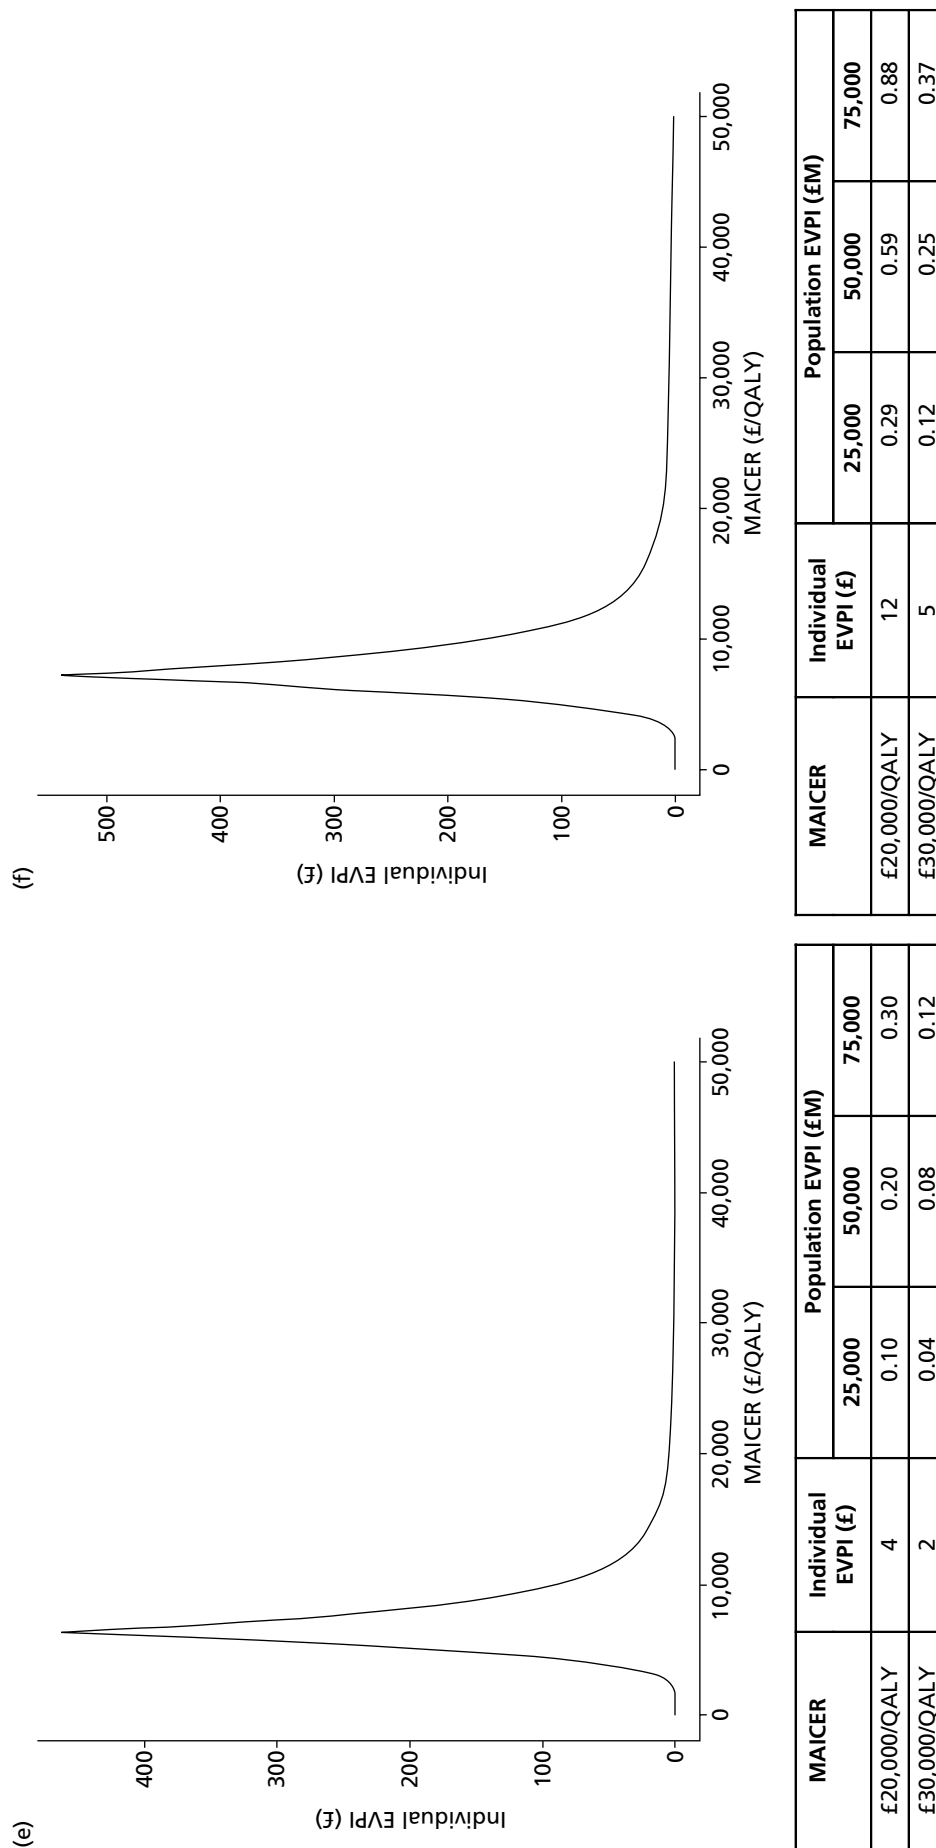 (e)
Individual EVPI (£)
400
300
200
100
0
0 10,000 20,000 30,000 40,000 50,000
MAICER (£/QALY)
MAICER Individual EVPI (£) Population EVPI (£M)
25,000 50,000 75,000
£20,000/QALY 4 0.10 0.20 0.30
£30,000/QALY 2 0.04 0.08 0.12
(f)
Individual EVPI (£)
500
400
300
200
100
0
0 10,000 20,000 30,000 40,000 50,000
MAICER (£/QALY)
MAICER Individual EVPI (£) Population EVPI (£M)
25,000 50,000 75,000
£20,000/QALY 12 0.29 0.59 0.88
£30,000/QALY 5 0.12 0.25 0.37